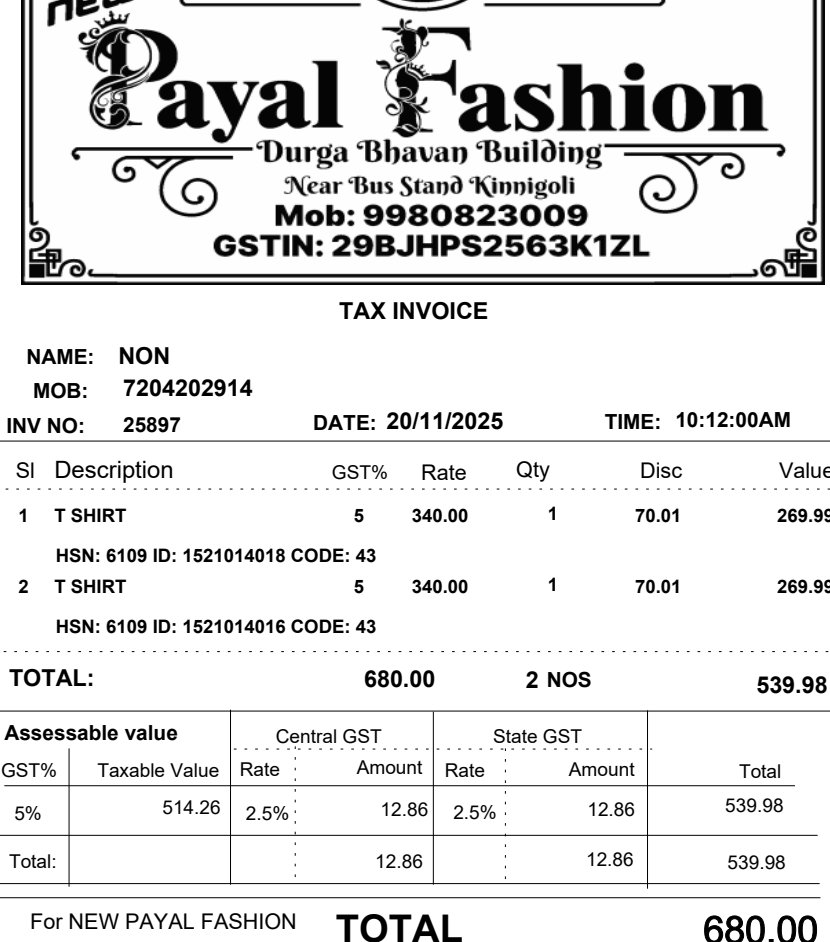 new
Payal Fashion
Durga Bhavan Building
Near Bus Stand Kinnigoli
Mob: 9980823009
GSTIN: 29BJHPS2563K1ZL
TAX INVOICE
NAME: NON
MOB: 7204202914
INV NO: 25897 DATE: 20/11/2025 TIME: 10:12:00AM
Sl Description GST% Rate Qty Disc Value
1 T SHIRT 5 340.00 1 70.01 269.99
HSN: 6109 ID: 1521014018 CODE: 43
2 T SHIRT 5 340.00 1 70.01 269.99
HSN: 6109 ID: 1521014016 CODE: 43
TOTAL: 680.00 2 NOS 539.98
Assessable value Central GST State GST
GST% Taxable Value Rate Amount Rate Amount Total
5% 514.26 2.5% 12.86 2.5% 12.86 539.98
Total: 12.86 12.86 539.98
For NEW PAYAL FASHION TOTAL 680.00